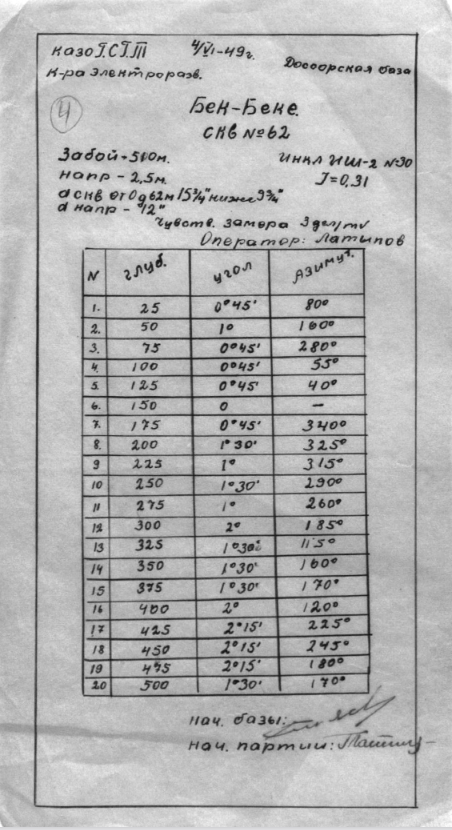 казо Г.С.Г.Т 4/VI-49г. Доссорская база
к-ра Электроразв.
4
Бек-Беке.
СКВ №62
Забой-510м. ИНКЛ ИШ-2 №30
напр - 2,5м. J=0,31
d скв от 0 до 62м 15¾" ниже 9¾"
d напр - "12"
Чувств. замера 3 дел/mv
Оператор: Латыпов
N глуб. угол Азимут.
1. 25 0°45' 80°
2. 50 1° 160°
3. 75 0°45' 280°
4. 100 0°45' 55°
5. 125 0°45' 40°
6. 150 0 —
7. 175 0°45' 340°
8. 200 1°30' 325°
9 225 1° 315°
10 250 1°30' 290°
11 275 1° 260°
12 300 2° 185°
13 325 1°30' 115°
14 350 1°30' 160°
15 375 1°30' 170°
16 400 2° 120°
17 425 2°15' 225°
18 450 2°15' 245°
19 475 2°15' 180°
20 500 1°30' 170°
нач. базы:
нач. партии: